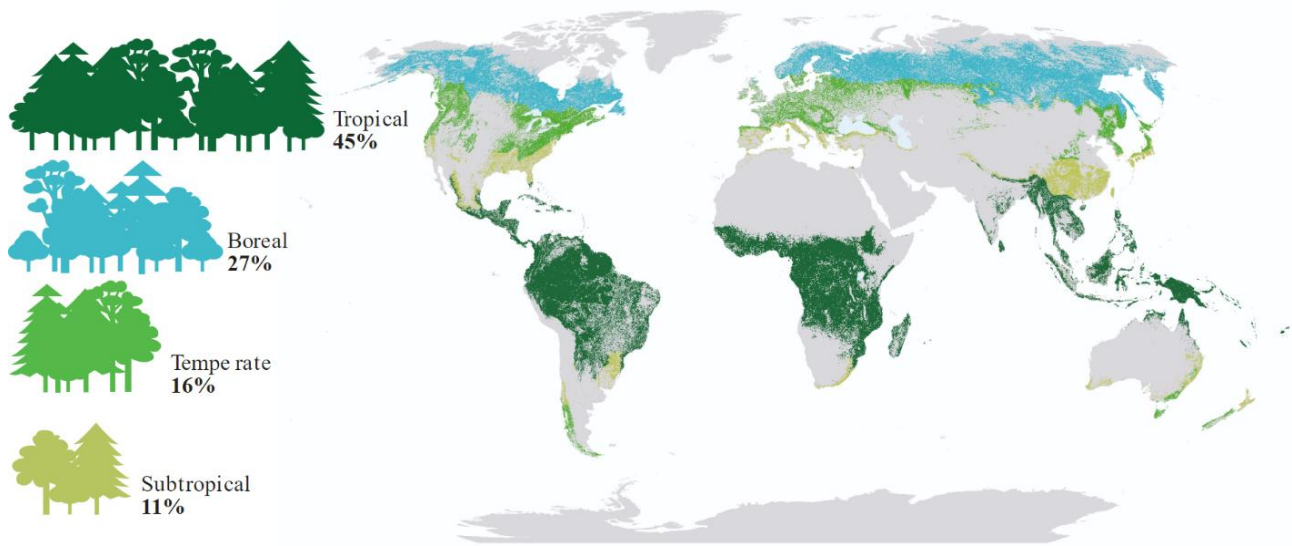 Tropical
45%
Boreal
27%
Tempe rate
16%
Subtropical
11%